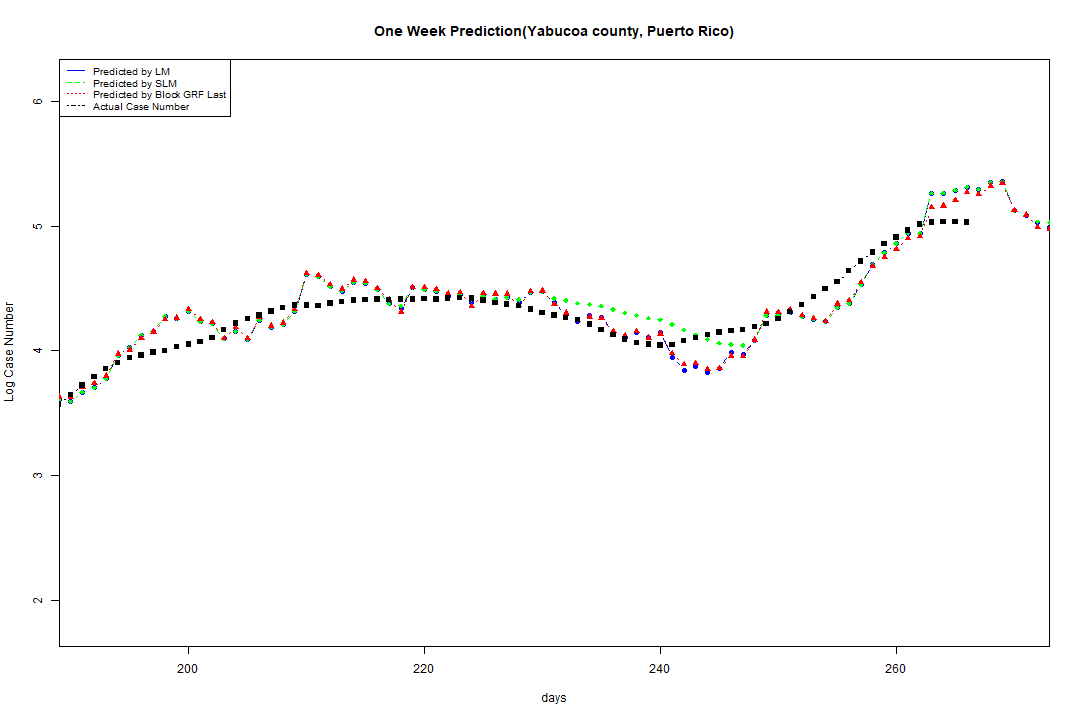 One Week Prediction(Yabucoa county, Puerto Rico)
Predicted by LM
Predicted by SLM
Predicted by Block GRF Last
Actual Case Number
6
5
4
3
2
Log Case Number
200 220 240 260
days